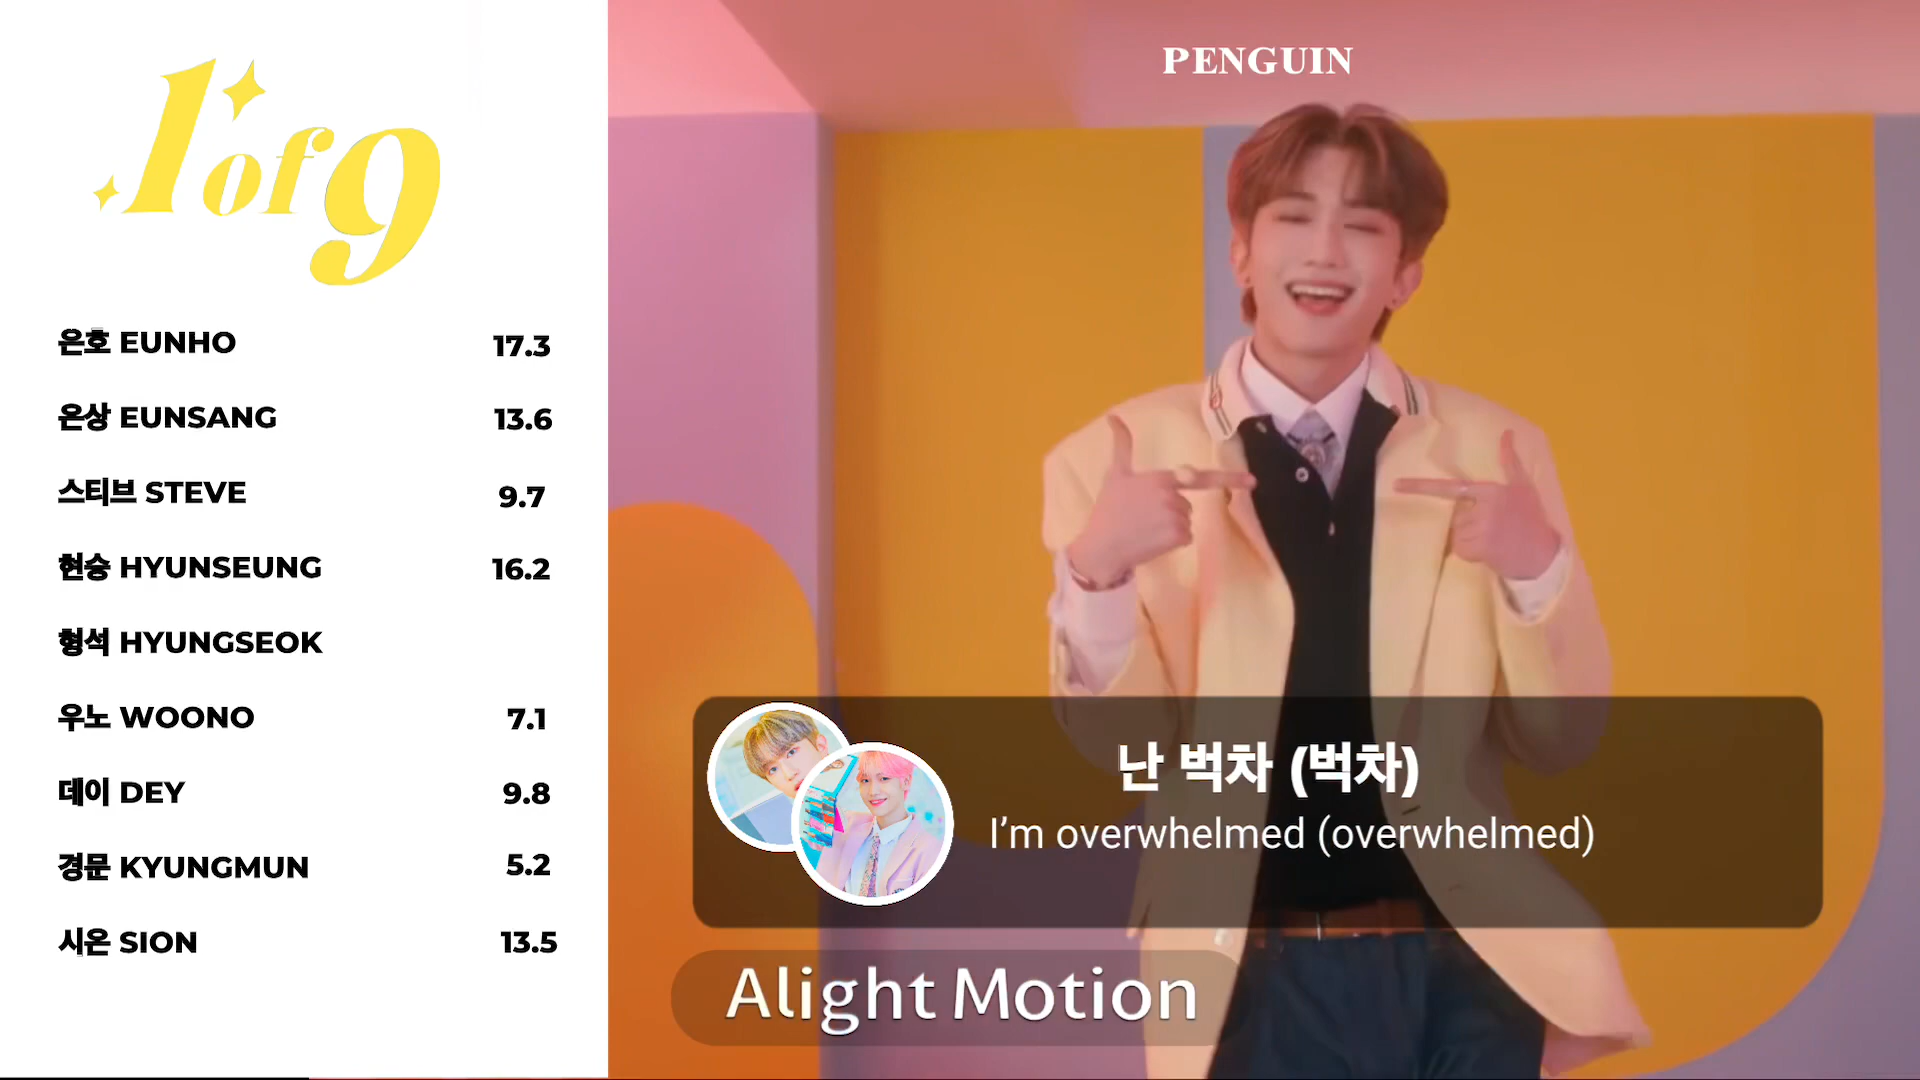 1 of 9
은호 EUNHO 17.3
은상 EUNSANG 13.6
스티브 STEVE 9.7
현승 HYUNSEUNG 16.2
형석 HYUNGSEOK
우노 WOONO 7.1
데이 DEY 9.8
경문 KYUNGMUN 5.2
시온 SION 13.5
PENGUIN
난 벅차 (벅차)
I’m overwhelmed (overwhelmed)
Alight Motion